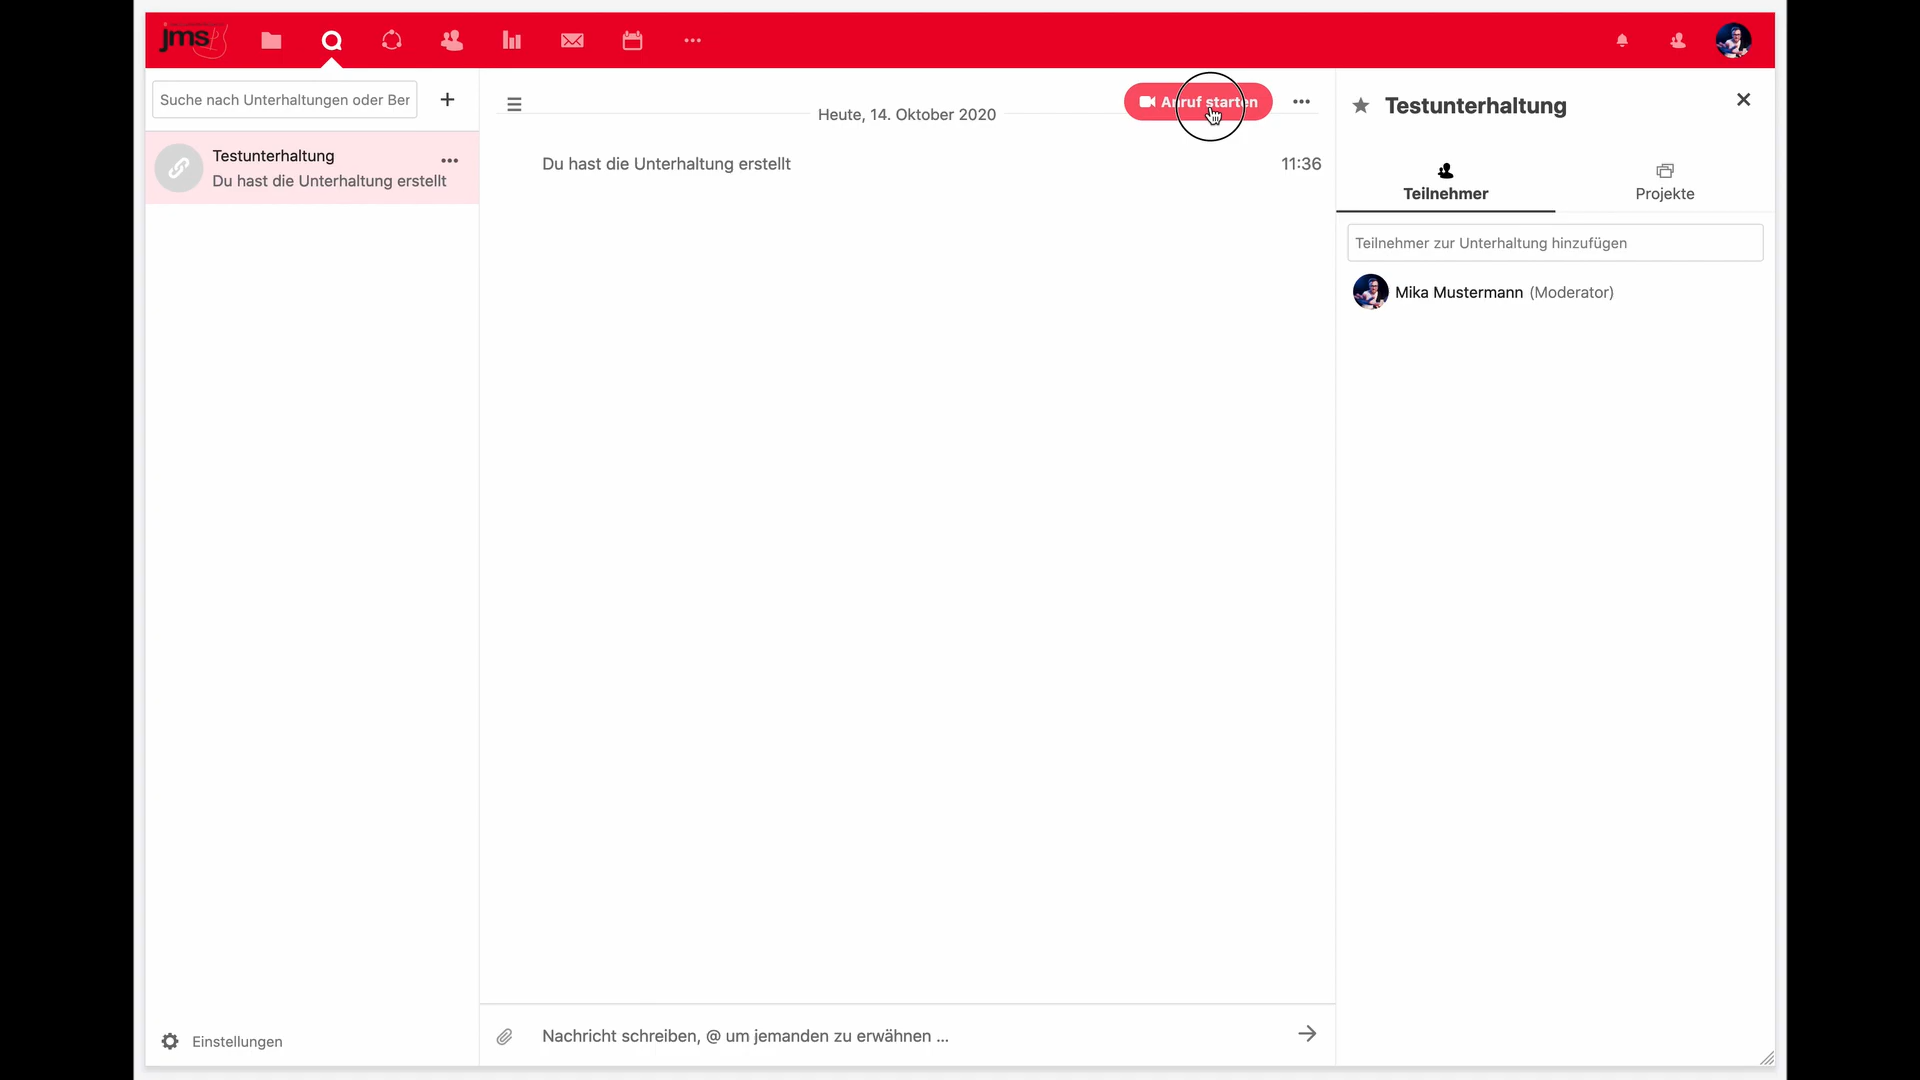 jms
Suche nach Unterhaltungen oder Ber
Testunterhaltung
Du hast die Unterhaltung erstellt
Einstellungen
Anruf starten
Heute, 14. Oktober 2020
Du hast die Unterhaltung erstellt
11:36
Nachricht schreiben, @ um jemanden zu erwähnen ...
Testunterhaltung
Teilnehmer
Projekte
Teilnehmer zur Unterhaltung hinzufügen
Mika Mustermann (Moderator)